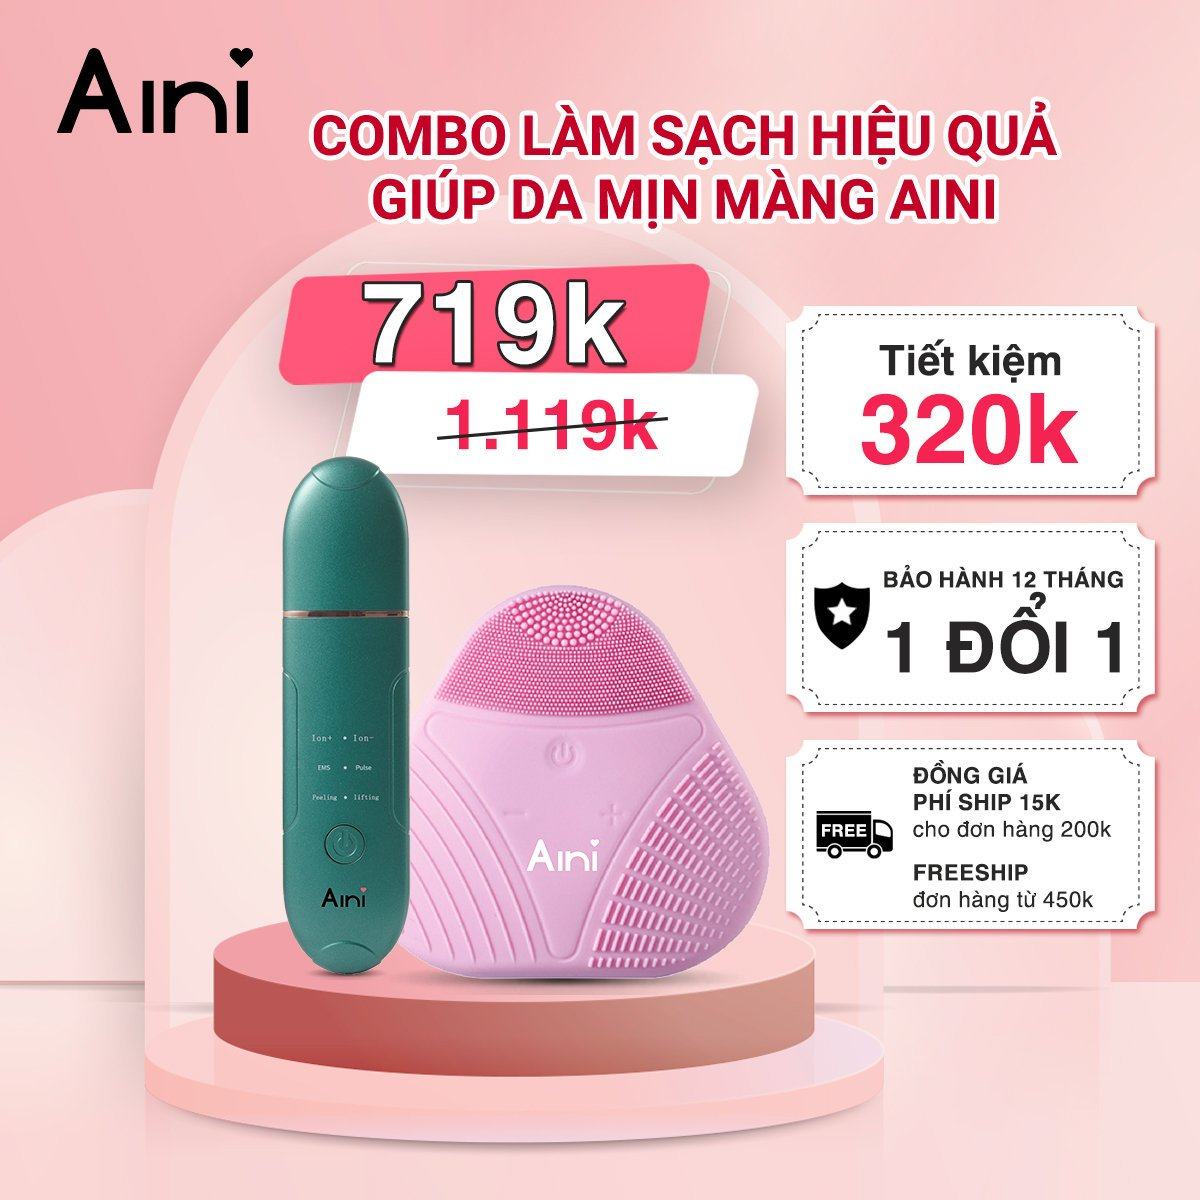 Aini
COMBO LÀM SẠCH HIỆU QUẢ
GIÚP DA MỊN MÀNG AINI
719k
1.119k
Tiết kiệm
320k
BẢO HÀNH 12 THÁNG
1 ĐỔI 1
ĐỒNG GIÁ
PHÍ SHIP 15K
cho đơn hàng 200k
FREE
FREESHIP
đơn hàng từ 450k
Ion+ • Ion-
EMS • Pulse
Peeling • lifting
Aini
Aini